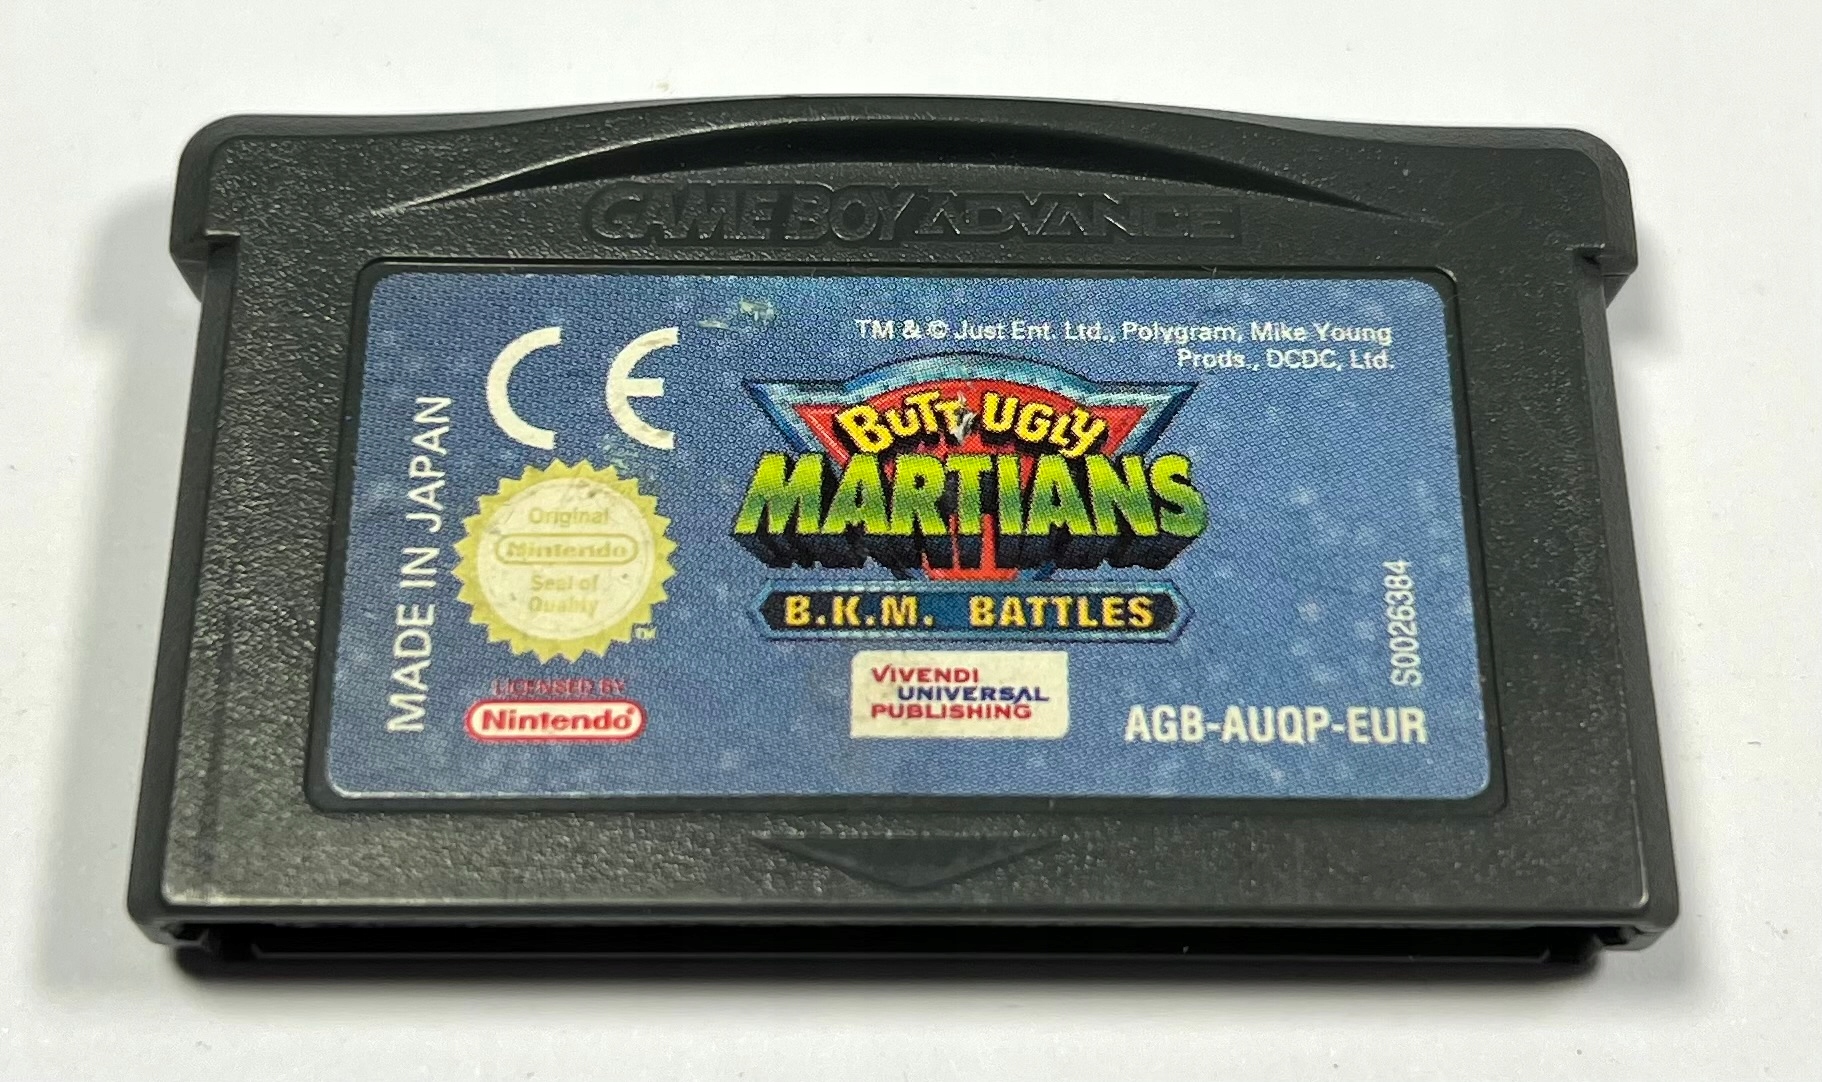 GAME BOY ADVANCE
TM & © Just Ent. Ltd., Polygram, Mike Young
Prods., DCDC, Ltd.
CE
MADE IN JAPAN
BUTT UGLY
MARTIANS
B.K.M. BATTLES
Original
Nintendo
Seal of
Quality
TM
LICENSED BY
Nintendo®
VIVENDI
UNIVERSAL
PUBLISHING
AGB-AUQP-EUR
S0026384